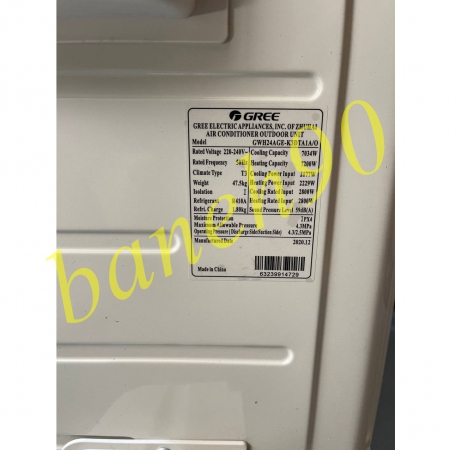 GREE
GREE ELECTRIC APPLIANCES, INC. OF ZHUHAI
AIR CONDITIONER OUTDOOR UNIT
Model GWH24AGE-K3DTA1A/O
Rated Voltage 220-240V~ Cooling Capacity 7034W
Rated Frequency Heating Capacity 7200W
Climate Type T3 Cooling Power Input
Weight 47.5kg Heating Power Input 2229W
Isolation I Cooling Rated Input 2800W
Refrigerant R410A Heating Rated Input 2800W
Refri. Charge 1.80kg Sound Pressure Level 59dB(A)
Moisture Protection IPX4
Maximum Allowable Pressure 4.3MPa
Operating Pressure (Discharge Side/Suction Side) 4.3/2.5MPa
Manufactured Date 2020.12
Made in China
63239914729
baneh90